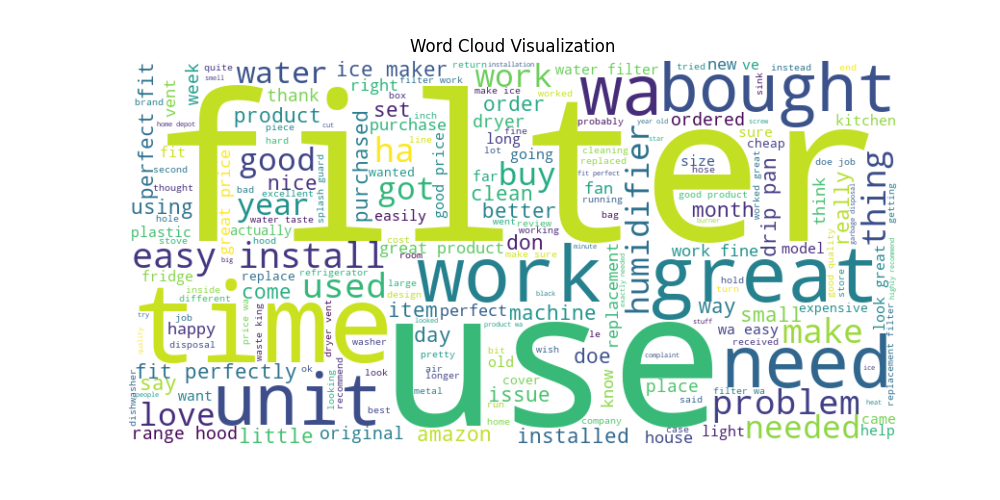 Word Cloud Visualization
filter
use
time
work
great
bought
wa
unit
need
thing
humidifier
work
water
ice maker
water filter
new
ve
tried
instead
end
quite
smell
return
installation
filter work
make ice
worked
vent
week
thank
right
box
set
order
dryer
probably
ordered
sink
kitchen
brand
perfect fit
product
piece
cut
purchase
inch
line
long
fine
lot
going
cleaning
replaced
year old
screw
star
sure
cheap
hard
second
fit
good
ha
wanted
purchased
good price
far
buy
fan
running
size
hose
fit perfect
doe job
thought
nice
bad
excellent
great price
splash guard
got
clean
bag
good product
worked great
drip pan
think
really
garbage disposal
getting
using
hole
year
water taste
easily
better
month
plastic
actually
went
review
working
don
stove
hood
cost
great product
make sure
minute
burner
work fine
model
good quality
store
look great
highly recommend
easy install
big
room
fridge
replace
refrigerator
come
used
large
design
black
replacement
exactly needed
hold
turn
way
expensive
inside
different
item
perfect
machine
small
try
job
price wa
happy
waste king
dryer vent
washer
looked
product wa
day
le
stuff
wa easy
received
make
replacement filter
quality
disposal
ok
looking
recommend
look
pretty
bit
wish
old
doe
complaint
ice
fit perfectly
air
longer
cover
issue
know
place
dishwasher
people
say
want
best
metal
run
said
filter wa
problem
heat
love
home
company
case
light
needed
came
help
range hood
little
original
amazon
installed
house